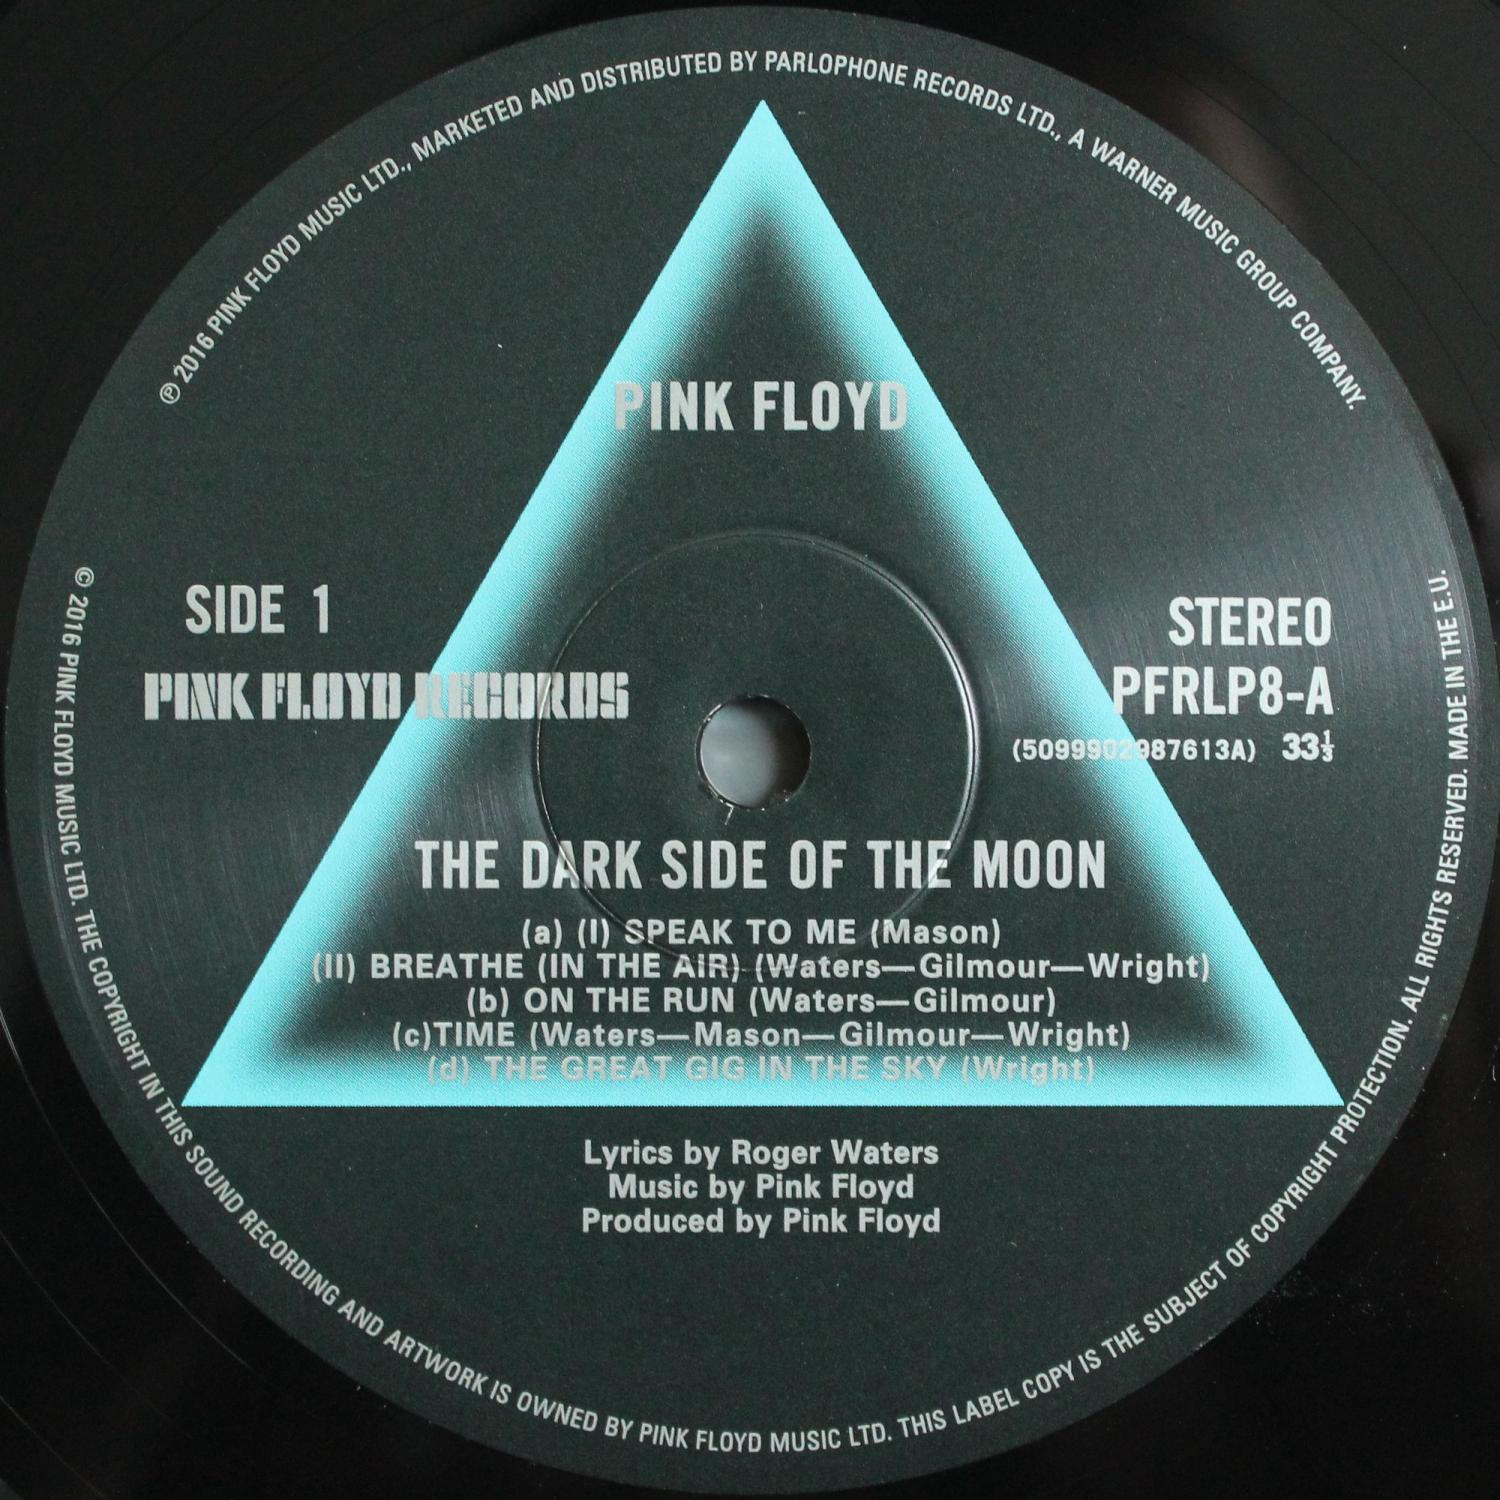 ℗ 2016 PINK FLOYD MUSIC LTD., MARKETED AND DISTRIBUTED BY PARLOPHONE RECORDS LTD., A WARNER MUSIC GROUP COMPANY.
PINK FLOYD
SIDE 1
PINK FLOYD RECORDS
STEREO
PFRLP8-A
(5099902987613A) 33⅓
THE DARK SIDE OF THE MOON
(a) (I) SPEAK TO ME (Mason)
(II) BREATHE (IN THE AIR) (Waters—Gilmour—Wright)
(b) ON THE RUN (Waters—Gilmour)
(c)TIME (Waters—Mason—Gilmour—Wright)
(d) THE GREAT GIG IN THE SKY (Wright)
Lyrics by Roger Waters
Music by Pink Floyd
Produced by Pink Floyd
© 2016 PINK FLOYD MUSIC LTD. THE COPYRIGHT IN THIS SOUND RECORDING AND ARTWORK IS OWNED BY PINK FLOYD MUSIC LTD. THIS LABEL COPY IS THE SUBJECT OF COPYRIGHT PROTECTION. ALL RIGHTS RESERVED. MADE IN THE E.U.